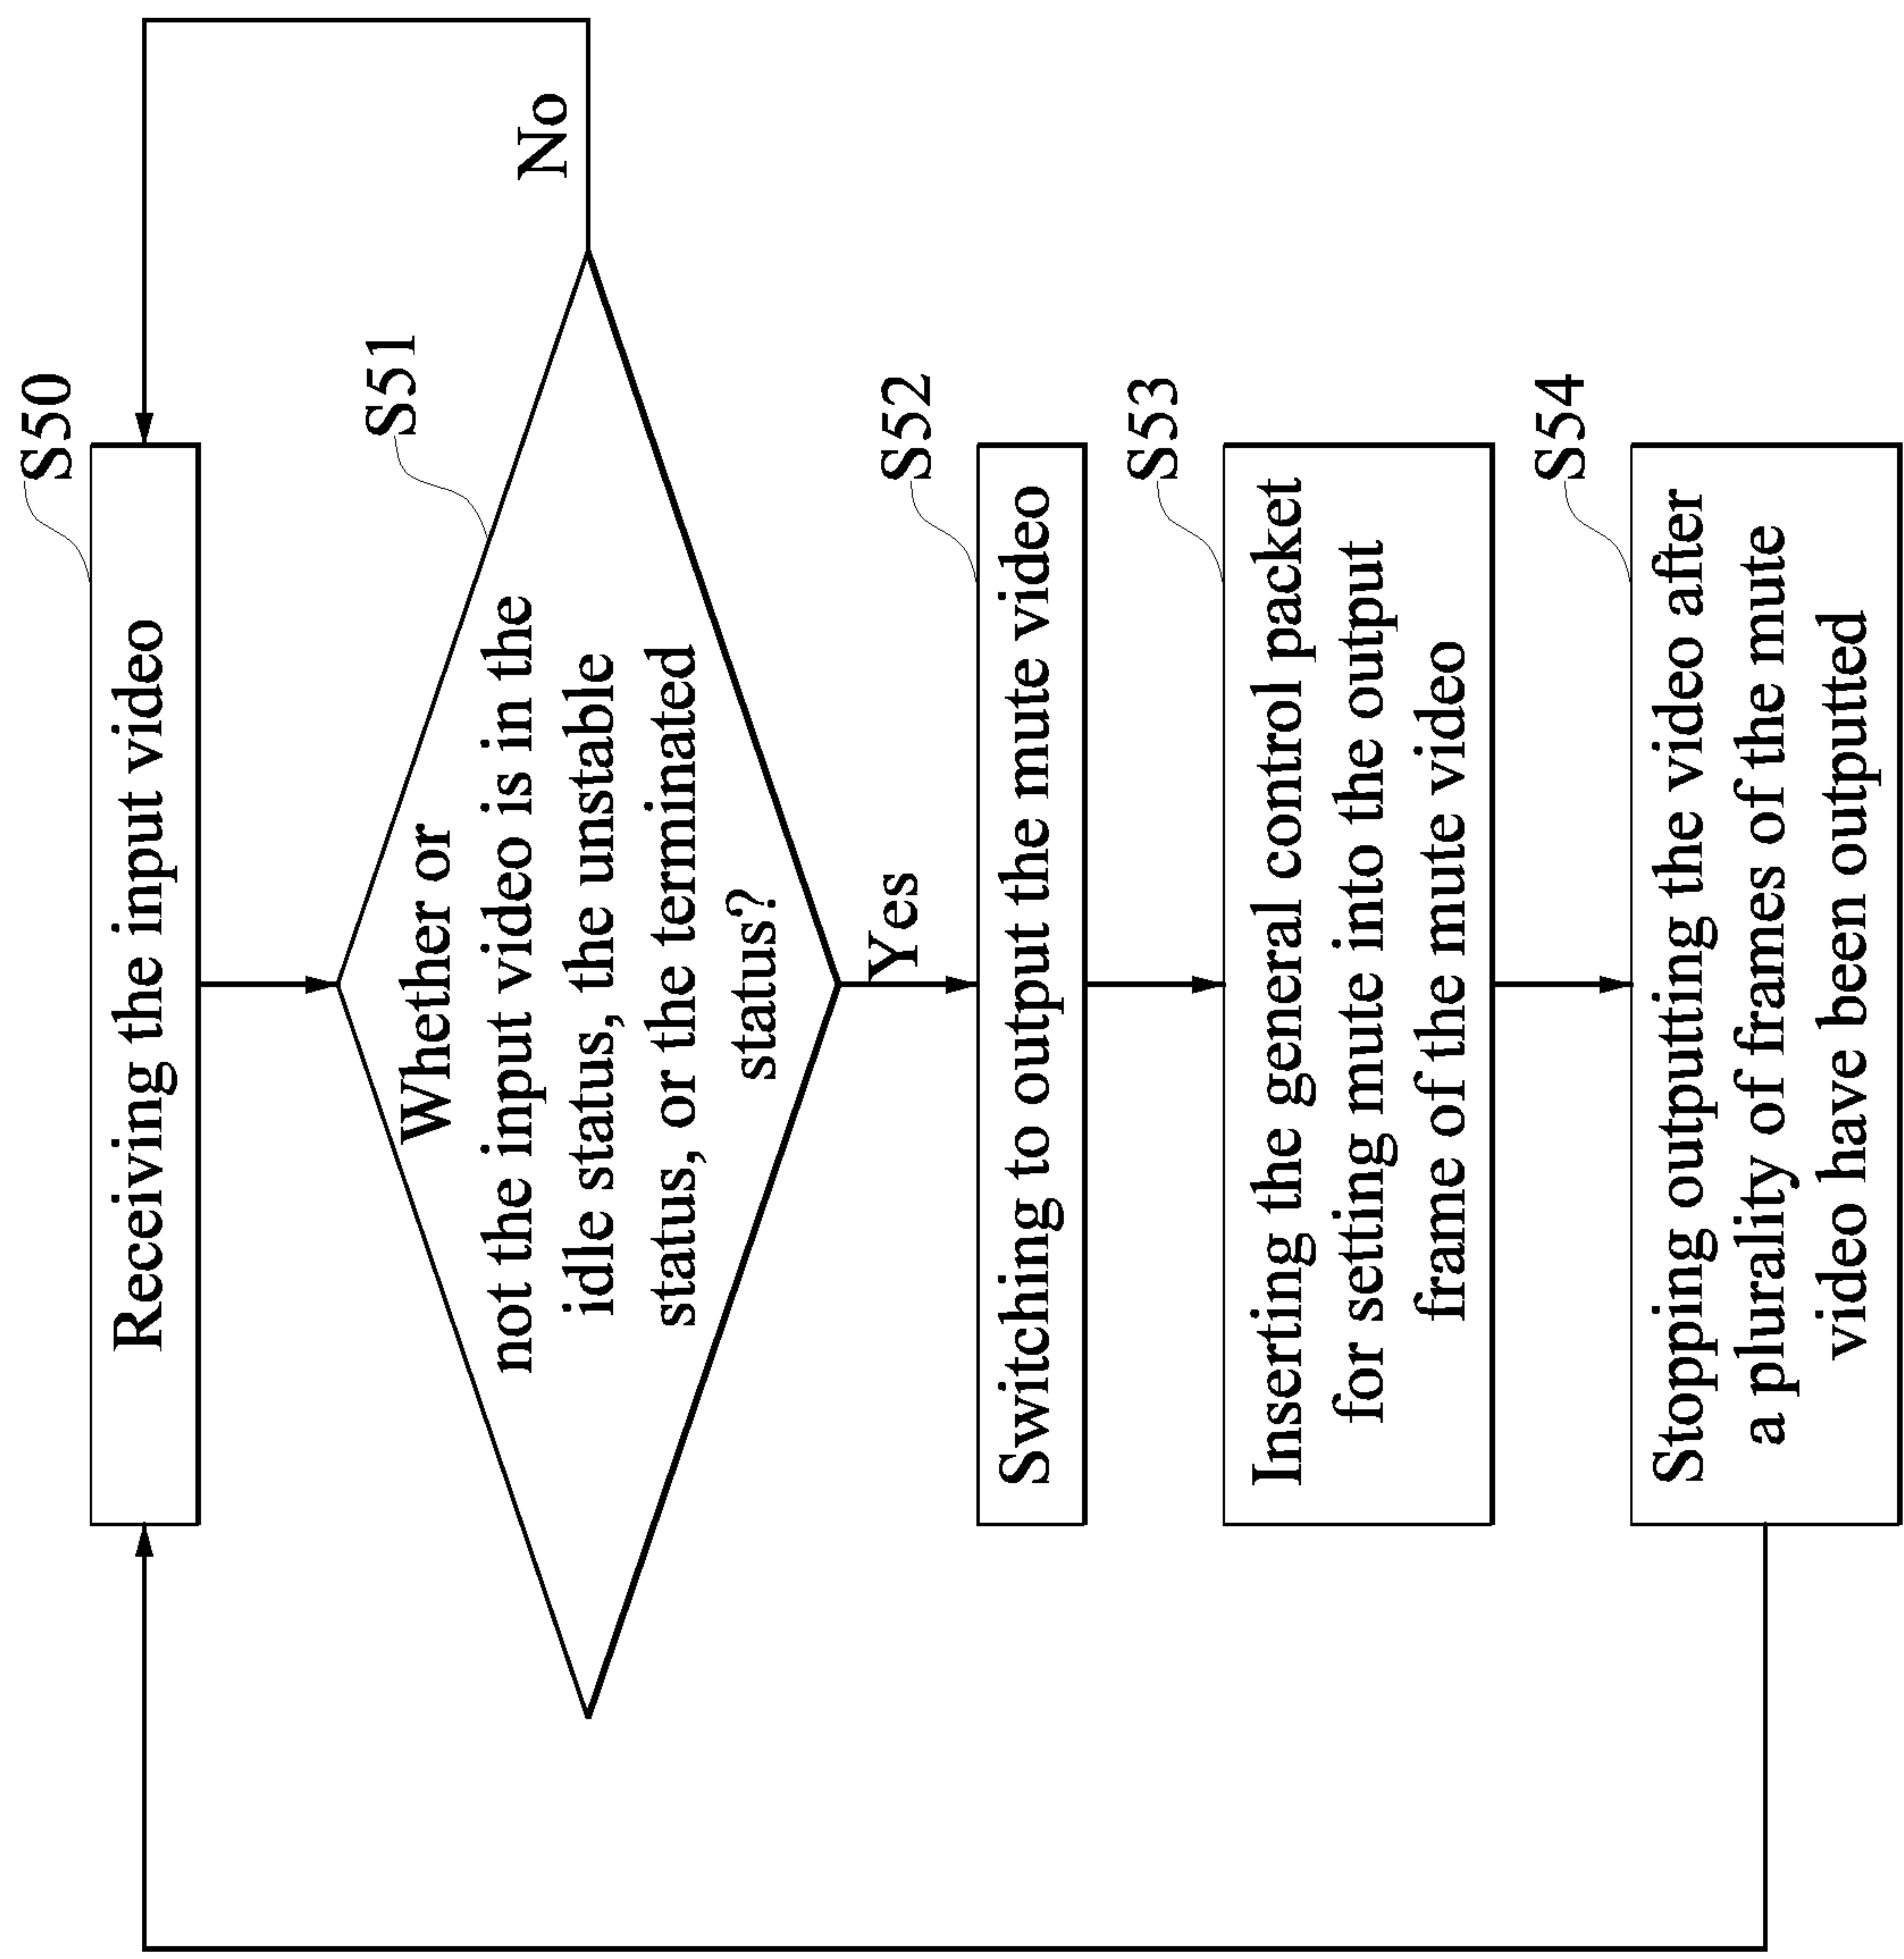 S50
Receiving the input video
S51
Whether or
not the input video is in the
idle status, the unstable
status, or the terminated
status?
No
Yes
S52
Switching to output the mute video
S53
Inserting the general control packet
for setting mute into the output
frame of the mute video
S54
Stopping outputting the video after
a plurality of frames of the mute
video have been outputted